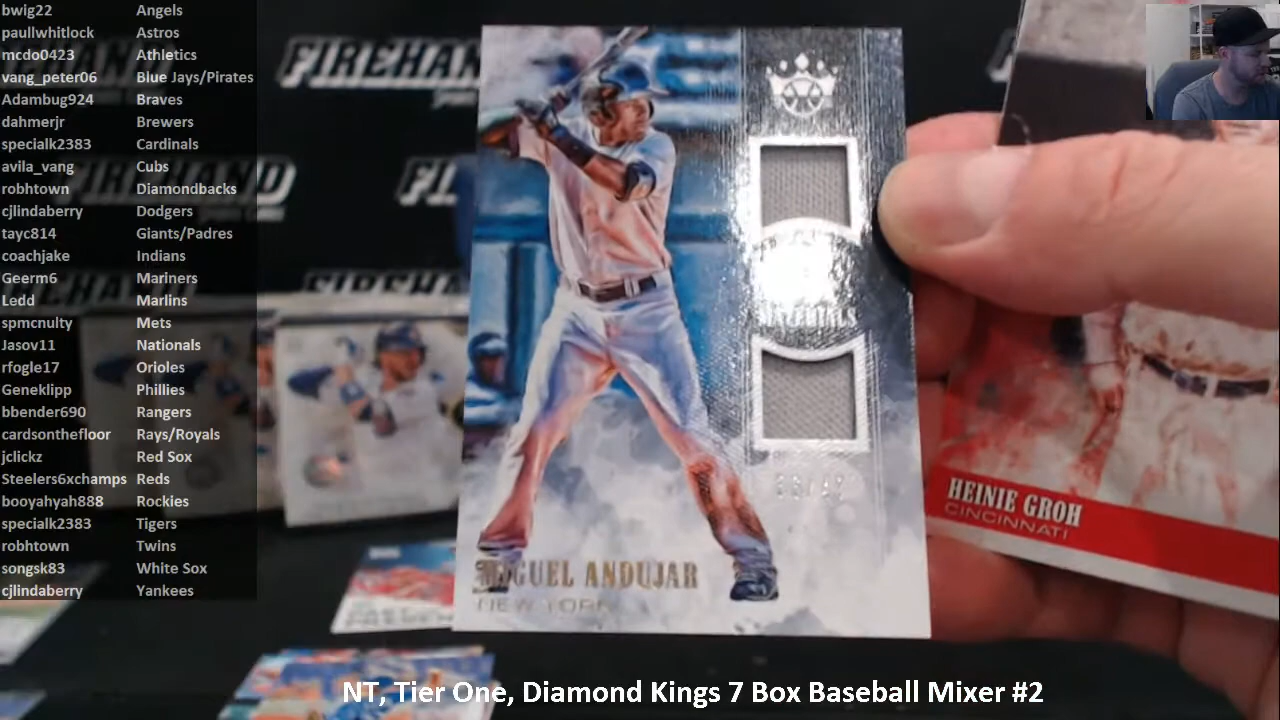 bwig22 Angels
paullwhitlock Astros
mcdo0423 Athletics
vang_peter06 Blue Jays/Pirates
Adambug924 Braves
dahmerjr Brewers
specialk2383 Cardinals
avila_vang Cubs
robhtown Diamondbacks
cjlindaberry Dodgers
tayc814 Giants/Padres
coachjake Indians
Geerm6 Mariners
Ledd Marlins
spmcnulty Mets
Jasov11 Nationals
rfogle17 Orioles
Geneklipp Phillies
bbender690 Rangers
cardsonthefloor Rays/Royals
jclickz Red Sox
Steelers6xchamps Reds
booyahyah888 Rockies
specialk2383 Tigers
robhtown Twins
songsk83 White Sox
cjlindaberry Yankees
FIREHAND
FIREHAND
MIGUEL ANDUJAR
NEW YORK
HEINIE GROH
CINCINNATI
NT, Tier One, Diamond Kings 7 Box Baseball Mixer #2